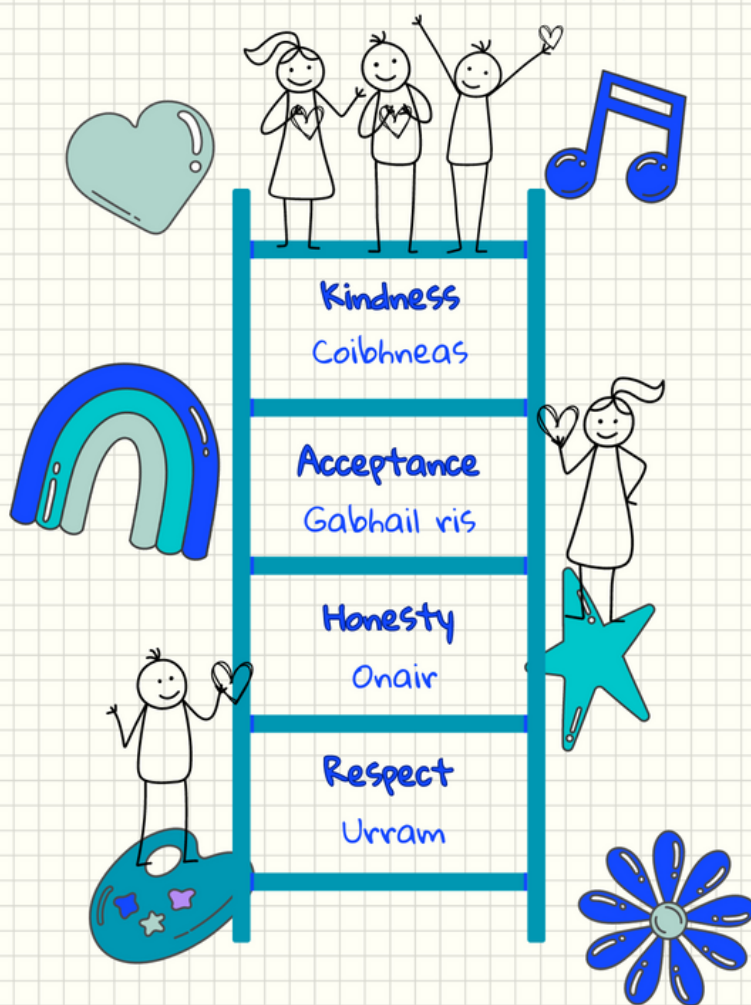 Kindness
Coibhneas
Acceptance
Gabhail ris
Honesty
Onair
Respect
Urram